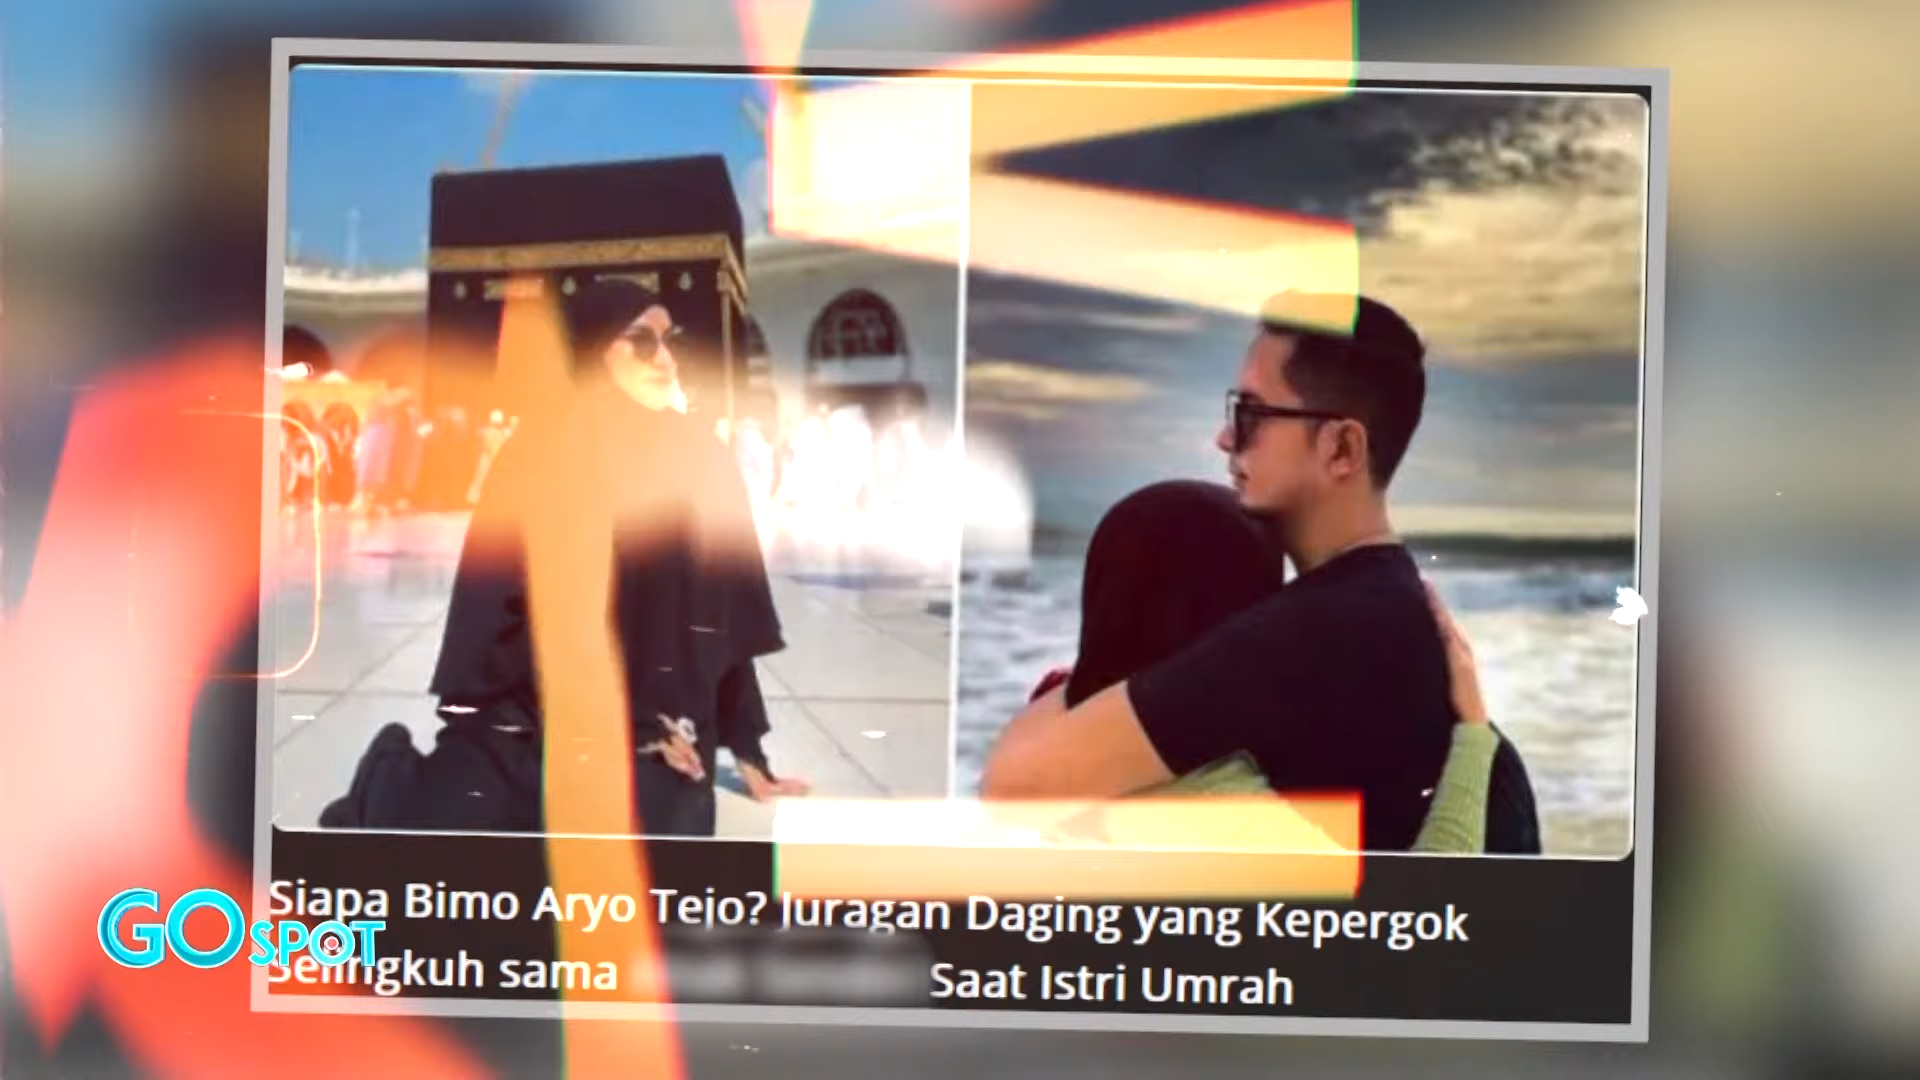 Siapa Bimo Aryo Tejo? Juragan Daging yang Kepergok
Selingkuh sama Saat Istri Umrah
GO SPOT